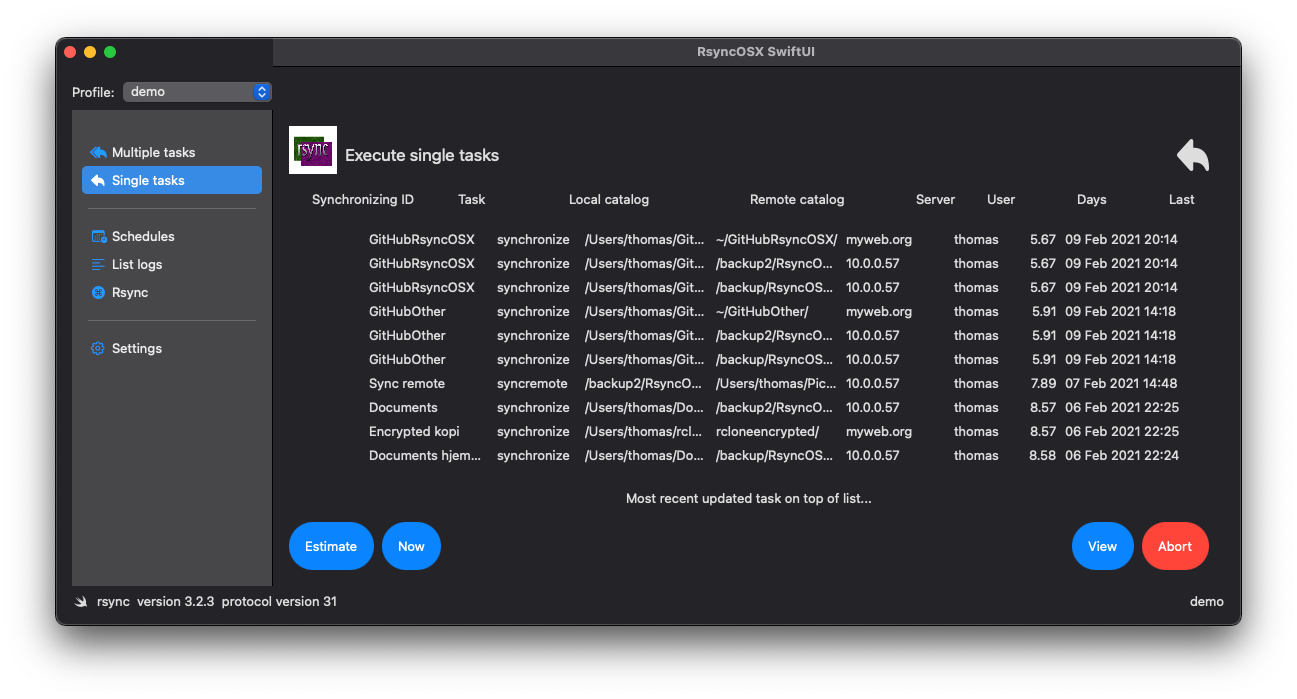 RsyncOSX SwiftUI
Profile: demo
Multiple tasks
Single tasks
Schedules
List logs
Rsync
Settings
rsync
Execute single tasks
Synchronizing ID Task Local catalog Remote catalog Server User Days Last
GitHubRsyncOSX synchronize /Users/thomas/Git... ~/GitHubRsyncOSX/ myweb.org thomas 5.67 09 Feb 2021 20:14
GitHubRsyncOSX synchronize /Users/thomas/Git... /backup2/RsyncO... 10.0.0.57 thomas 5.67 09 Feb 2021 20:14
GitHubRsyncOSX synchronize /Users/thomas/Git... /backup/RsyncOS... 10.0.0.57 thomas 5.67 09 Feb 2021 20:14
GitHubOther synchronize /Users/thomas/Git... ~/GitHubOther/ myweb.org thomas 5.91 09 Feb 2021 14:18
GitHubOther synchronize /Users/thomas/Git... /backup2/RsyncO... 10.0.0.57 thomas 5.91 09 Feb 2021 14:18
GitHubOther synchronize /Users/thomas/Git... /backup/RsyncOS... 10.0.0.57 thomas 5.91 09 Feb 2021 14:18
Sync remote syncremote /backup2/RsyncO... /Users/thomas/Pic... 10.0.0.57 thomas 7.89 07 Feb 2021 14:48
Documents synchronize /Users/thomas/Do... /backup2/RsyncO... 10.0.0.57 thomas 8.57 06 Feb 2021 22:25
Encrypted kopi synchronize /Users/thomas/rcl... rcloneencrypted/ myweb.org thomas 8.57 06 Feb 2021 22:25
Documents hjem... synchronize /Users/thomas/Do... /backup/RsyncOS... 10.0.0.57 thomas 8.58 06 Feb 2021 22:24
Most recent updated task on top of list...
Estimate Now View Abort
rsync version 3.2.3 protocol version 31 demo